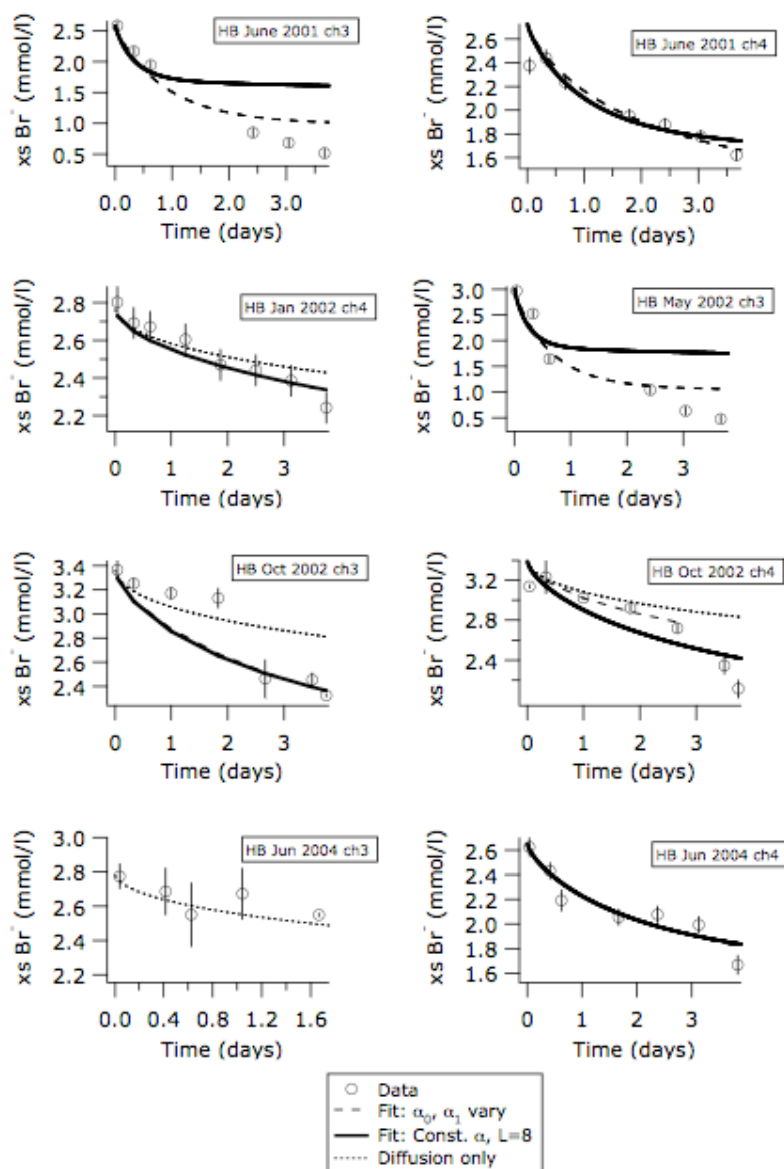 HB June 2001 ch3
xs Br⁻ (mmol/l)
2.5
2.0
1.5
1.0
0.5
0.0 1.0 2.0 3.0
Time (days)
HB June 2001 ch4
xs Br⁻ (mmol/l)
2.6
2.4
2.2
2.0
1.8
1.6
0.0 1.0 2.0 3.0
Time (days)
HB Jan 2002 ch4
xs Br⁻ (mmol/l)
2.8
2.6
2.4
2.2
0 1 2 3
Time (days)
HB May 2002 ch3
xs Br⁻ (mmol/l)
3.0
2.5
2.0
1.5
1.0
0.5
0 1 2 3
Time (days)
HB Oct 2002 ch3
xs Br⁻ (mmol/l)
3.4
3.2
3.0
2.8
2.6
2.4
0 1 2 3
Time (days)
HB Oct 2002 ch4
xs Br⁻ (mmol/l)
3.2
2.8
2.4
0 1 2 3
Time (days)
HB Jun 2004 ch3
xs Br⁻ (mmol/l)
3.0
2.8
2.6
2.4
2.2
0.0 0.4 0.8 1.2 1.6
Time (days)
HB Jun 2004 ch4
xs Br⁻ (mmol/l)
2.6
2.4
2.2
2.0
1.8
1.6
0 1 2 3
Time (days)
Data
Fit: α₀, α₁ vary
Fit: Const. α, L=8
Diffusion only